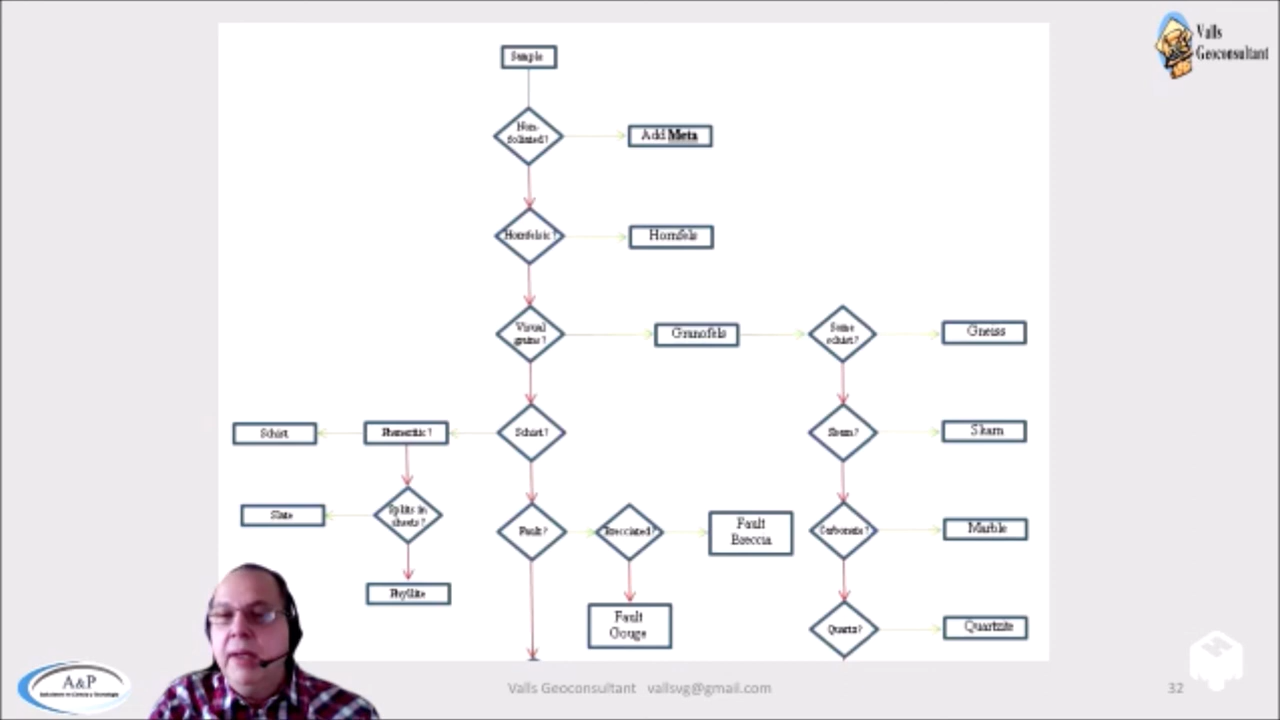 Valls
Geoconsultant
Sample
Non-
foliated?
Add Meta
Hornfelsic?
Hornfels
Visual
grains?
Granofels
Some
schist?
Gneiss
Schist
Phaneritic?
Schist?
Skarn?
Skarn
Slate
Splits in
sheets?
Fault?
Brecciated?
Fault
Breccia
Carbonate?
Marble
Phyllite
Fault
Gouge
Quartz?
Quartzite
A&P
Valls Geoconsultant vallsvg@gmail.com
32